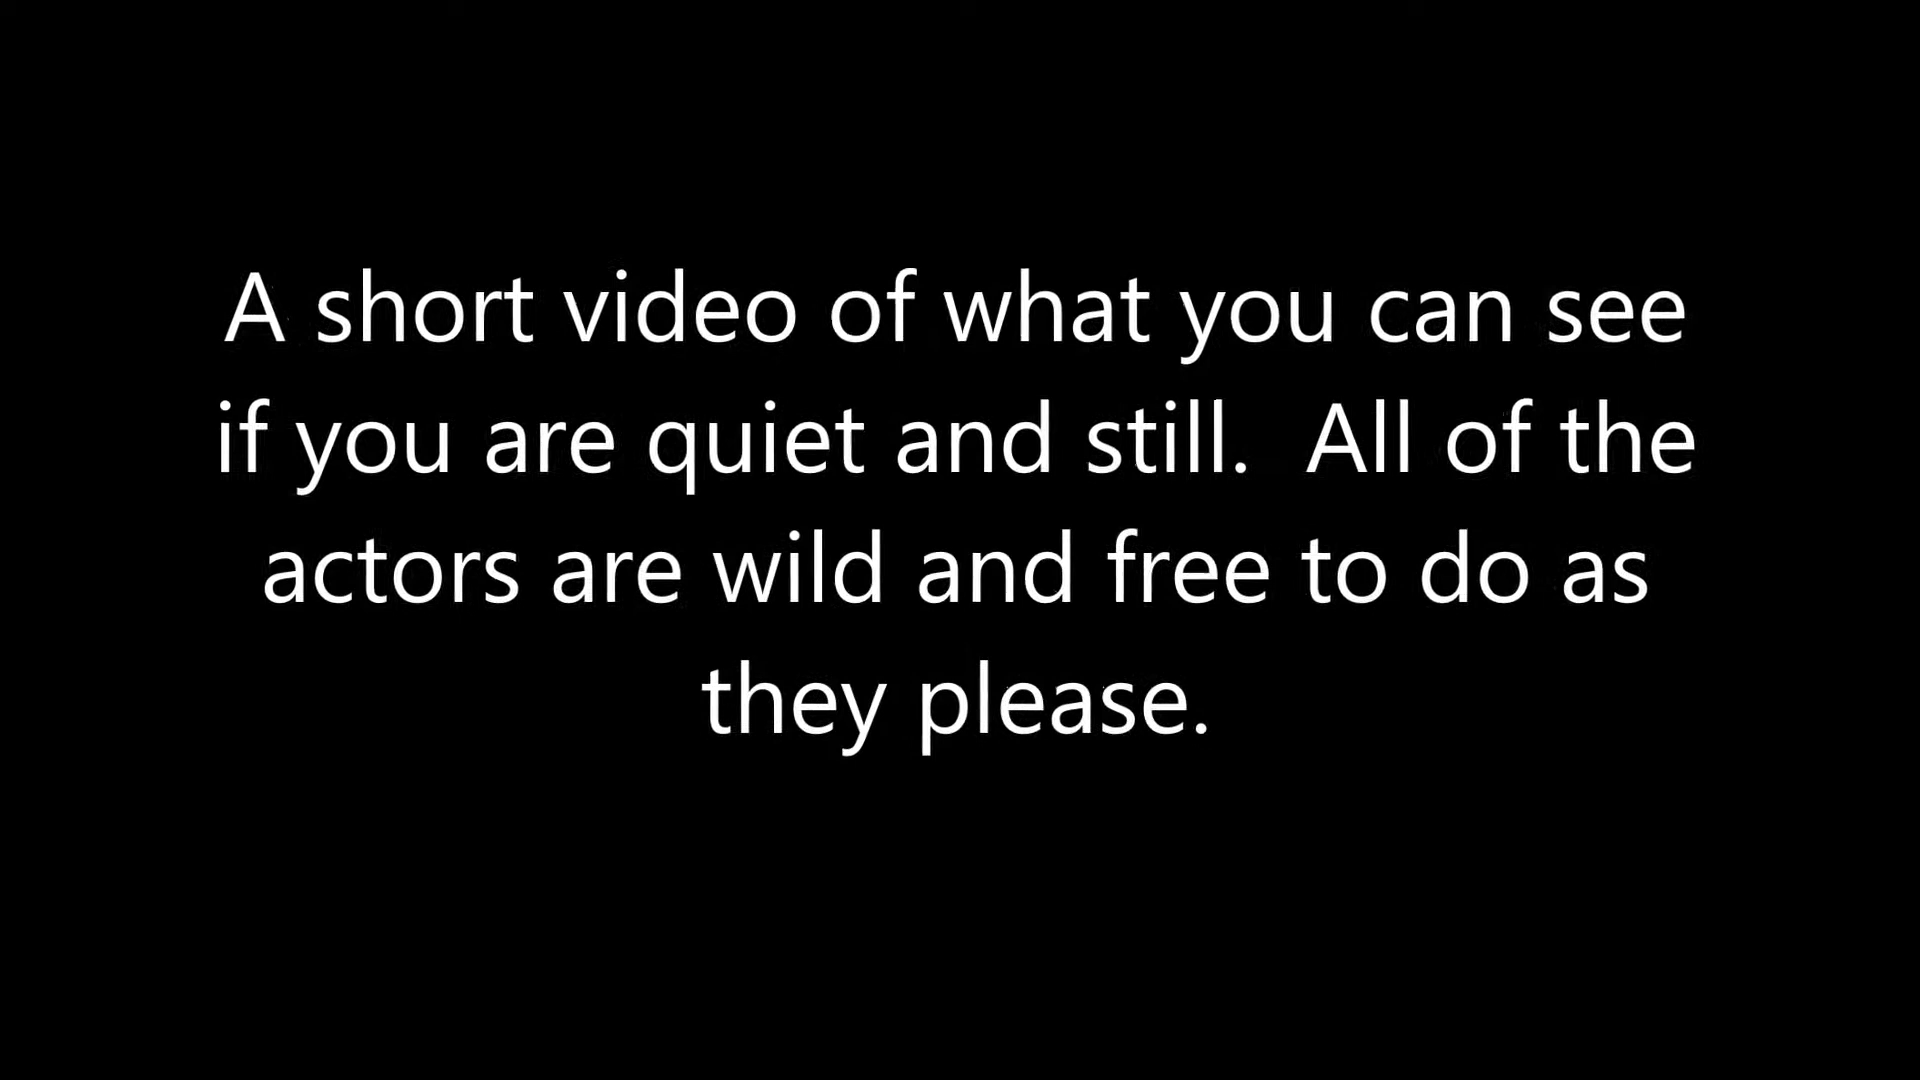 A short video of what you can see
if you are quiet and still.  All of the
actors are wild and free to do as
they please.